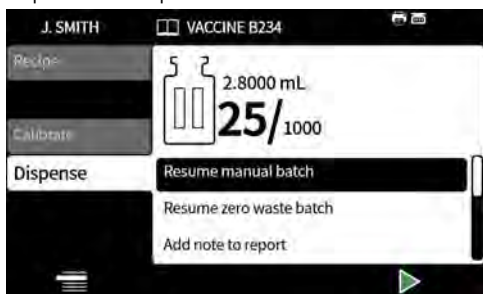 J. SMITH
VACCINE B234
Recipe
2.8000 mL
25/1000
Calibrate
Dispense
Resume manual batch
Resume zero waste batch
Add note to report